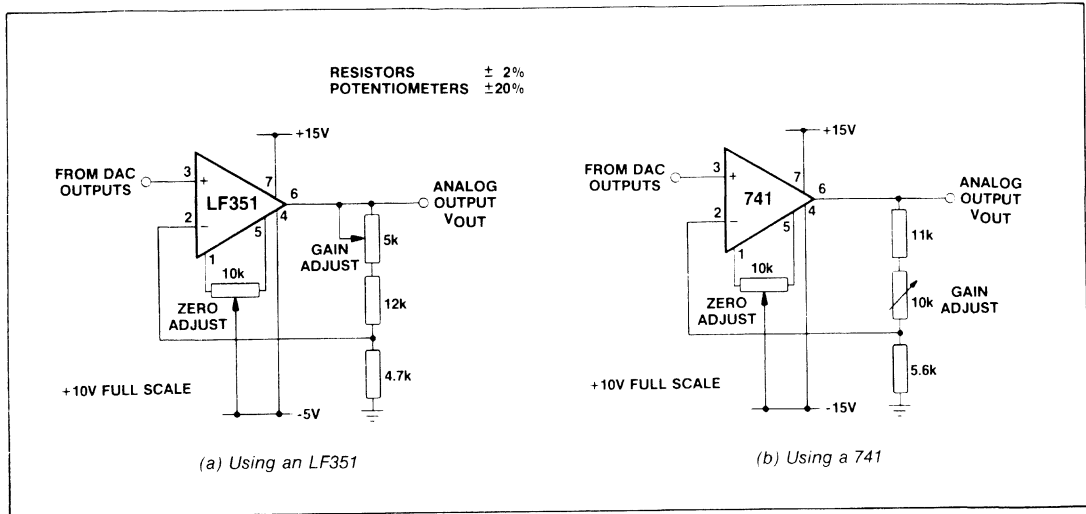 RESISTORS ± 2%
POTENTIOMETERS ±20%
+15V
FROM DAC
OUTPUTS
3
+
7
LF351
6
2
−
4
5
1
ANALOG
OUTPUT
VOUT
GAIN
ADJUST
5k
10k
ZERO
ADJUST
12k
4.7k
+10V FULL SCALE
-5V
(a) Using an LF351
+15V
FROM DAC
OUTPUTS
3
+
7
741
6
2
−
4
5
1
ANALOG
OUTPUT
VOUT
11k
10k
ZERO
ADJUST
10k
GAIN
ADJUST
5.6k
+10V FULL SCALE
-15V
(b) Using a 741